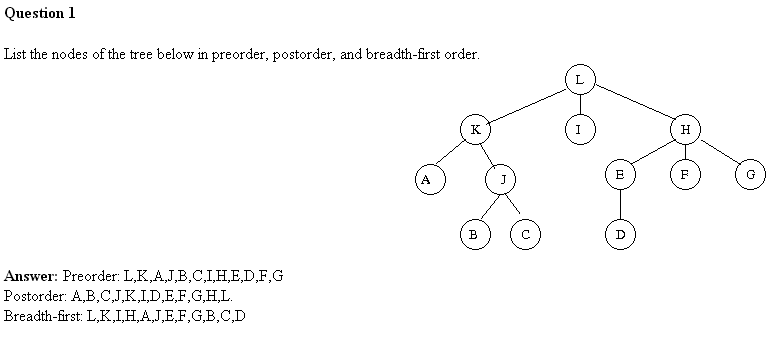 Question 1
List the nodes of the tree below in preorder, postorder, and breadth-first order.
L
K
I
H
A
J
E
F
G
B
C
D
Answer: Preorder: L,K,A,J,B,C,I,H,E,D,F,G
Postorder: A,B,C,J,K,I,D,E,F,G,H,L.
Breadth-first: L,K,I,H,A,J,E,F,G,B,C,D